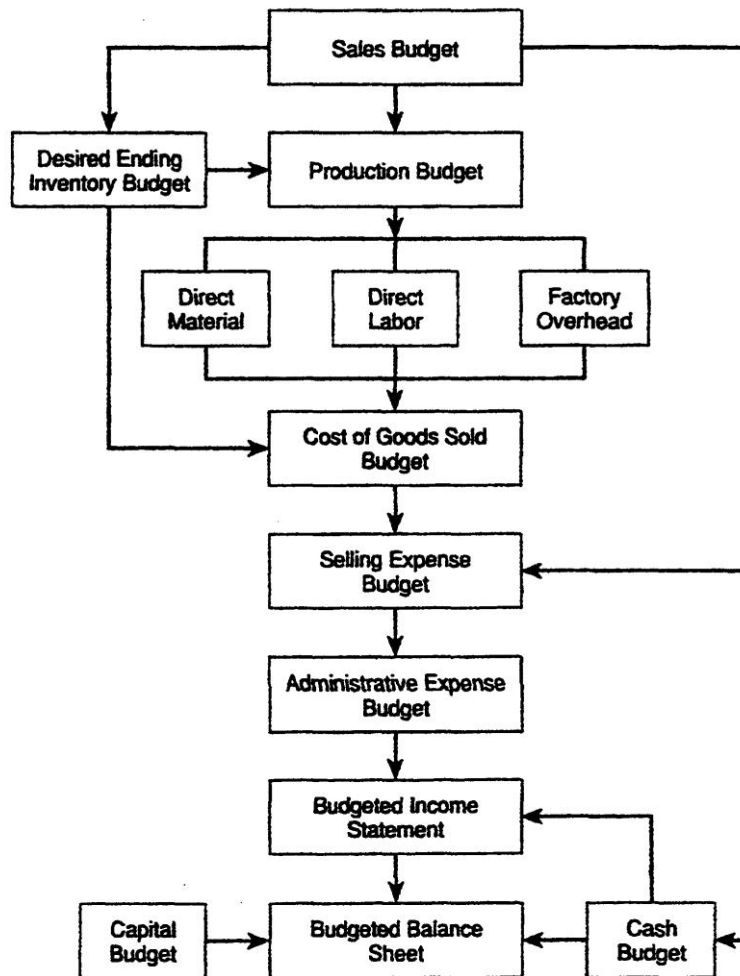 Sales Budget
Desired Ending
Inventory Budget
Production Budget
Direct
Material
Direct
Labor
Factory
Overhead
Cost of Goods Sold
Budget
Selling Expense
Budget
Administrative Expense
Budget
Budgeted Income
Statement
Capital
Budget
Budgeted Balance
Sheet
Cash
Budget